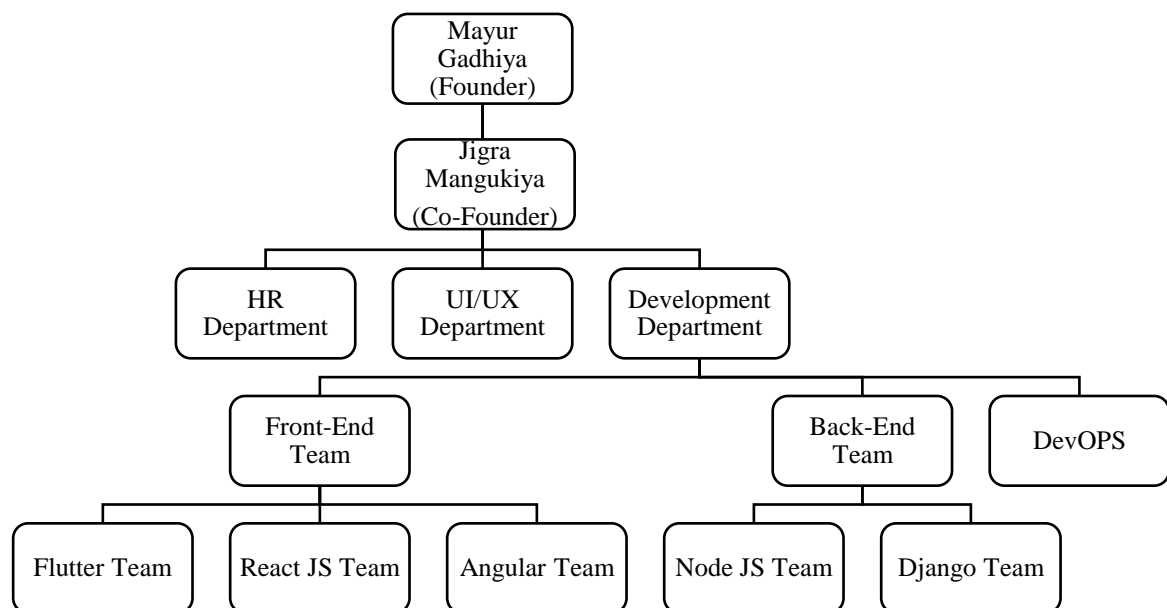 Mayur
Gadhiya
(Founder)
Jigra
Mangukiya
(Co-Founder)
HR
Department
UI/UX
Department
Development
Department
Front-End
Team
Back-End
Team
DevOPS
Flutter Team
React JS Team
Angular Team
Node JS Team
Django Team